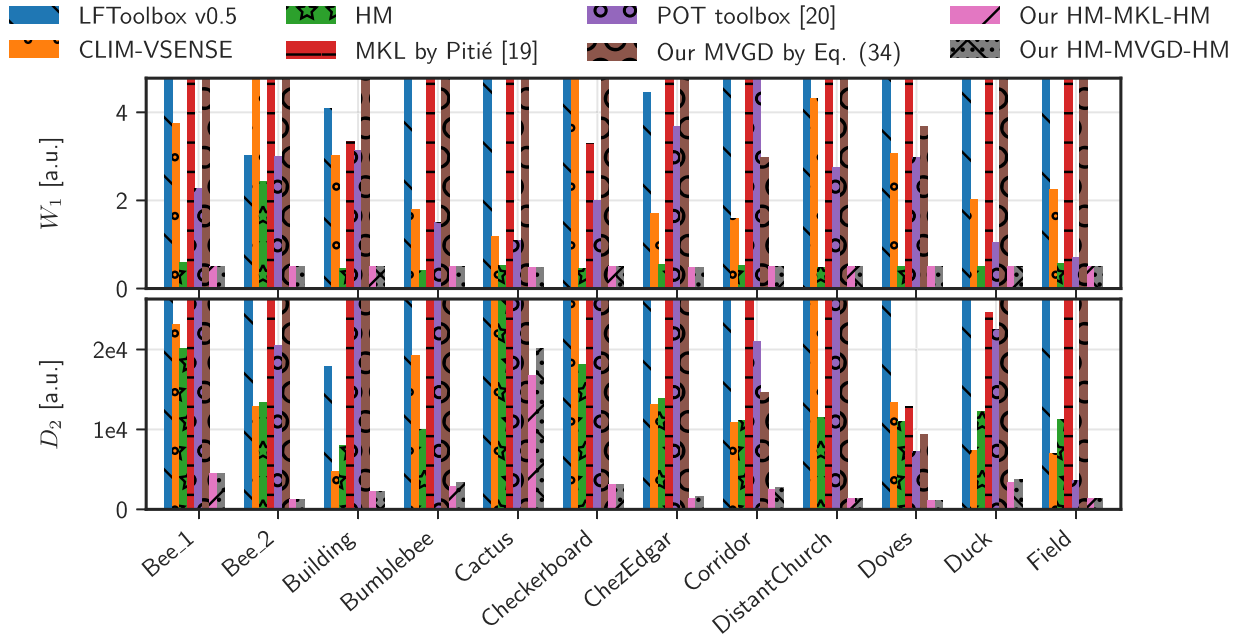 LFToolbox v0.5 HM POT toolbox [20] Our HM-MKL-HM
CLIM-VSENSE MKL by Pitié [19] Our MVGD by Eq. (34) Our HM-MVGD-HM
W₁ [a.u.]
4
2
0
D₂ [a.u.]
2e4
1e4
0
Bee_1 Bee_2 Building Bumblebee Cactus Checkerboard ChezEdgar Corridor DistantChurch Doves Duck Field